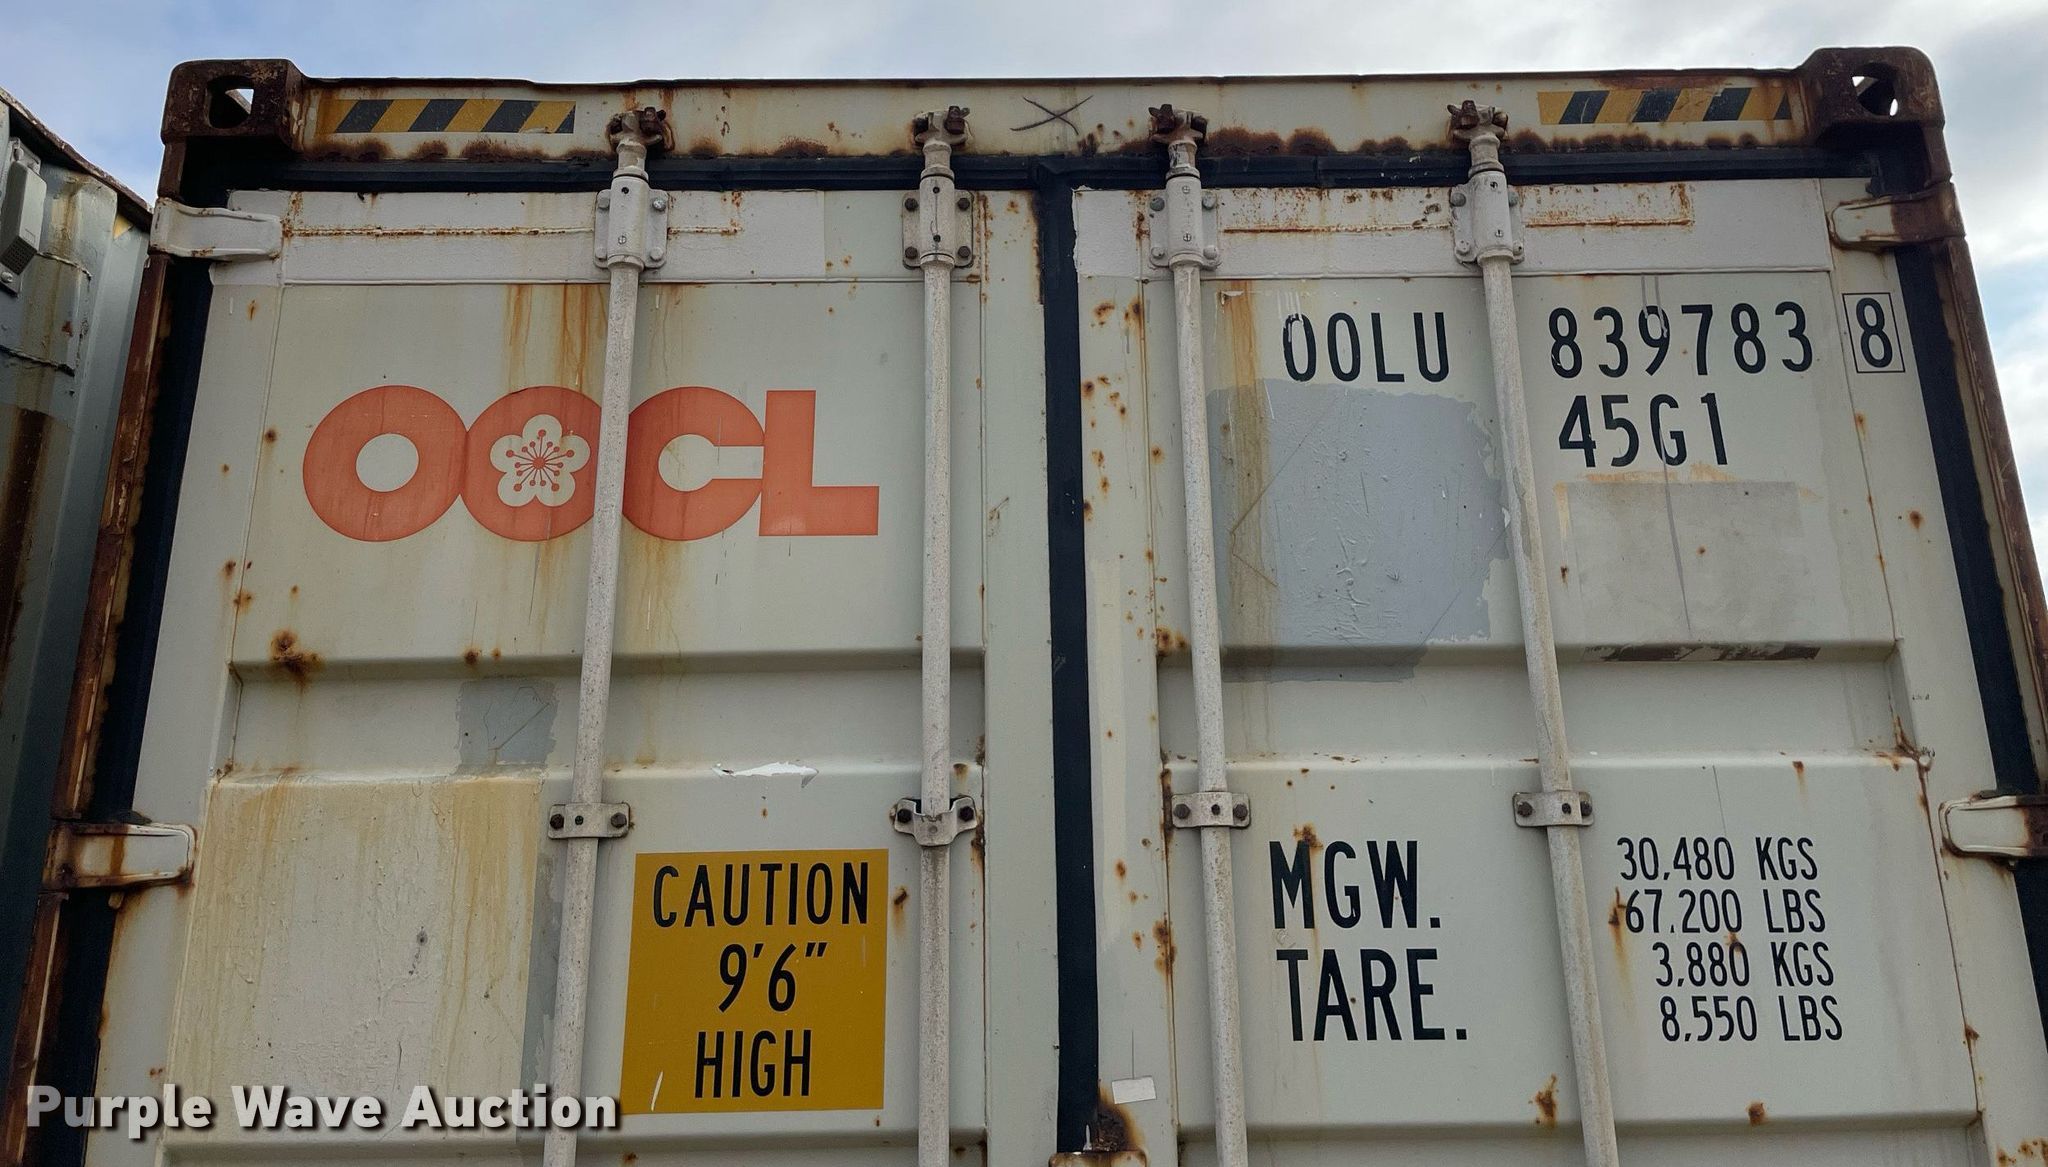 OOCL
OOLU 839783 8
45G1
CAUTION
9'6"
HIGH
MGW. 30,480 KGS
67,200 LBS
TARE. 3,880 KGS
8,550 LBS
Purple Wave Auction